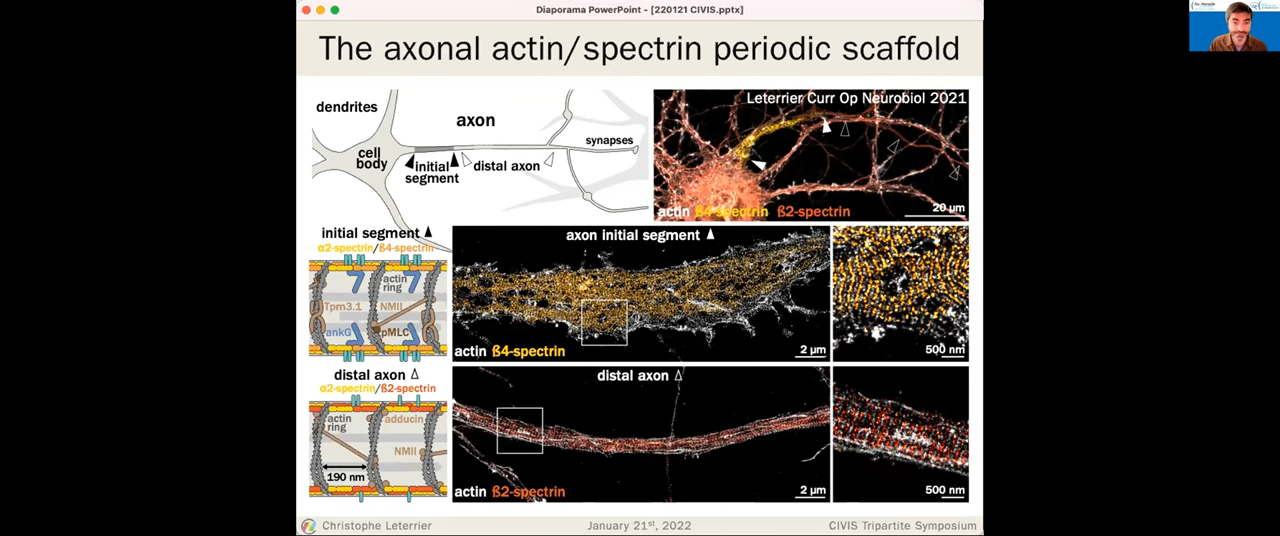 Diaporama PowerPoint - [220121 CIVIS.pptx]
The axonal actin/spectrin periodic scaffold
dendrites
axon
cell
body
initial
segment
distal axon
synapses
Leterrier Curr Op Neurobiol 2021
actin ß4-spectrin ß2-spectrin
20 µm
initial segment
α2-spectrin/ß4-spectrin
actin
ring
Tpm3.1
NMII
ankG
pMLC
axon initial segment
actin ß4-spectrin
2 µm
500 nm
distal axon
α2-spectrin/ß2-spectrin
actin
ring
adducin
NMII
190 nm
distal axon
actin ß2-spectrin
2 µm
500 nm
Christophe Leterrier
January 21st, 2022
CIVIS Tripartite Symposium